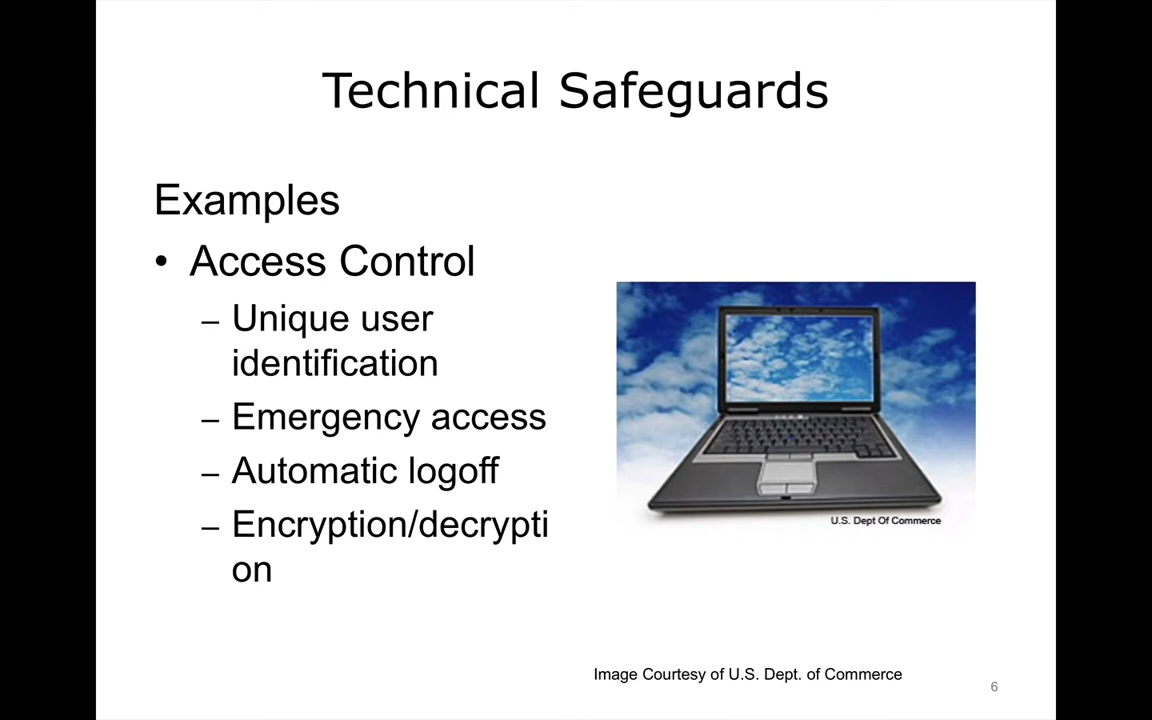 Technical Safeguards
Examples
• Access Control
– Unique user
identification
– Emergency access
– Automatic logoff
– Encryption/decrypti
on
U.S. Dept Of Commerce
Image Courtesy of U.S. Dept. of Commerce
6